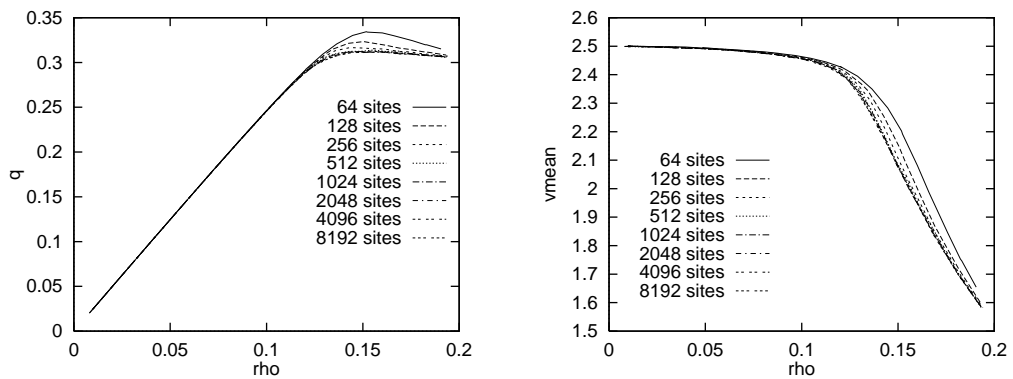 0.35
0.3
0.25
0.2
0.15
0.1
0.05
0
q
64 sites
128 sites
256 sites
512 sites
1024 sites
2048 sites
4096 sites
8192 sites
0
0.05
0.1
0.15
0.2
rho
2.6
2.5
2.4
2.3
2.2
2.1
2
1.9
1.8
1.7
1.6
1.5
vmean
64 sites
128 sites
256 sites
512 sites
1024 sites
2048 sites
4096 sites
8192 sites
0
0.05
0.1
0.15
0.2
rho